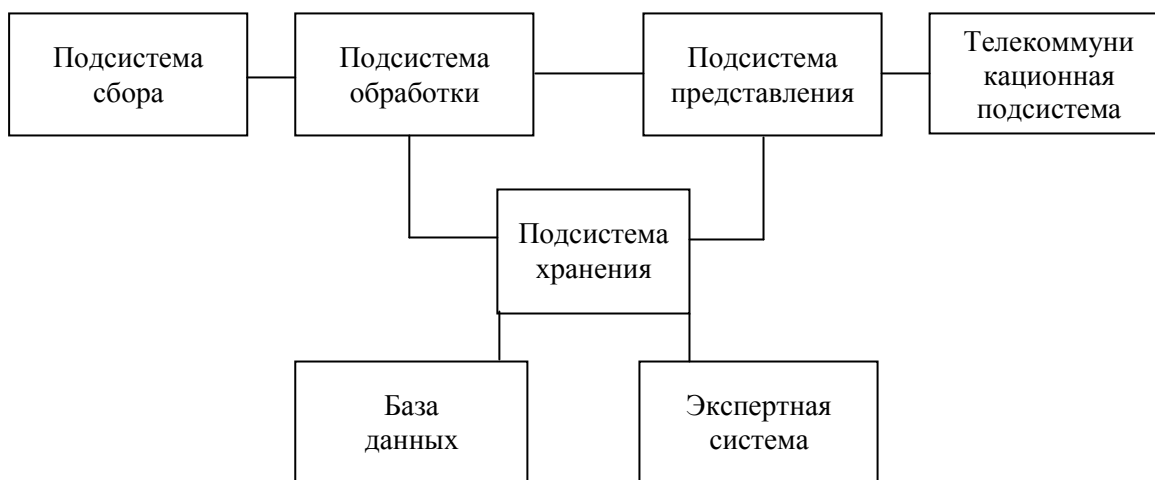 Подсистема
сбора
Подсистема
обработки
Подсистема
представления
Телекоммуни
кационная
подсистема
Подсистема
хранения
База
данных
Экспертная
система